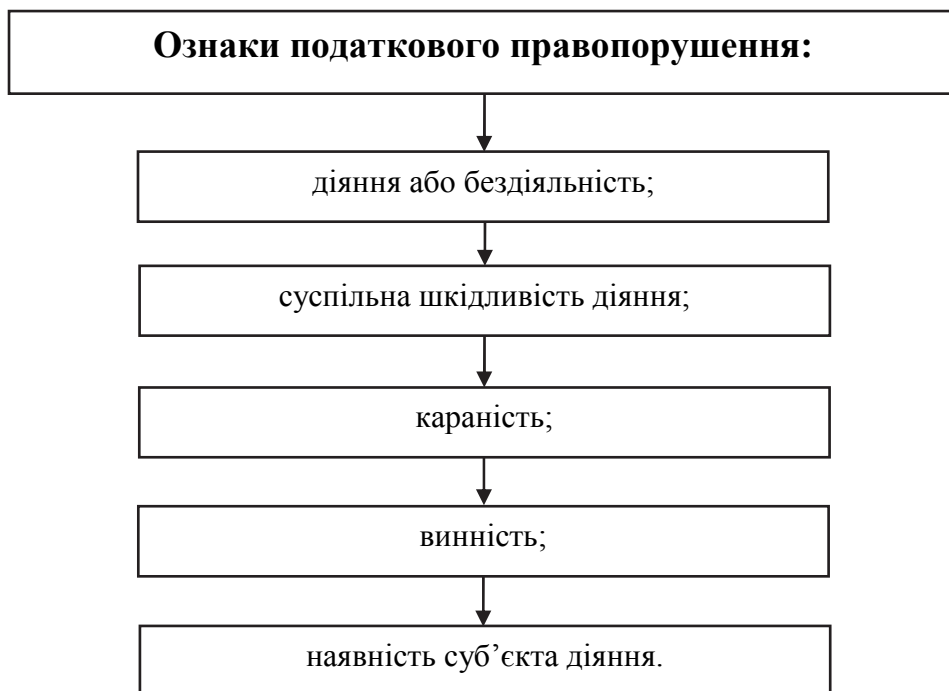 Ознаки податкового правопорушення:
діяння або бездіяльність;
суспільна шкідливість діяння;
караність;
винність;
наявність суб’єкта діяння.